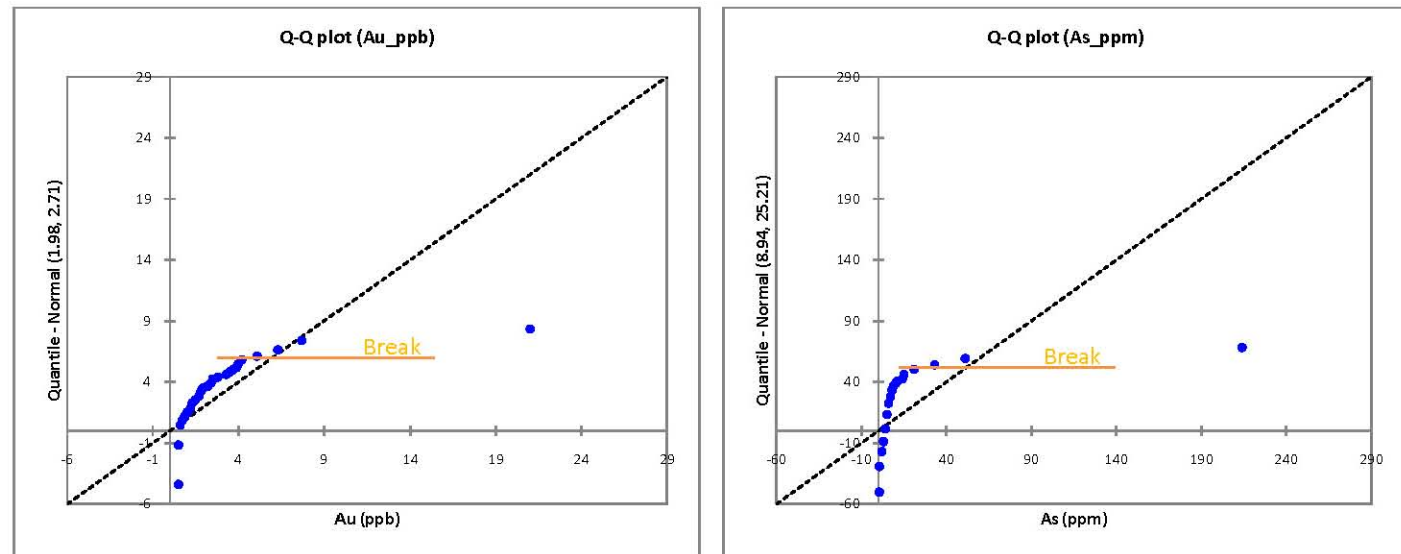 Q-Q plot (Au_ppb)
29
24
19
14
9
4
-1
-6
-6 -1 4 9 14 19 24 29
Quantile - Normal (1.98, 2.71)
Break
Au (ppb)
Q-Q plot (As_ppm)
290
240
190
140
90
40
-10
-60
-60 -10 40 90 140 190 240 290
Quantile - Normal (8.94, 25.21)
Break
As (ppm)